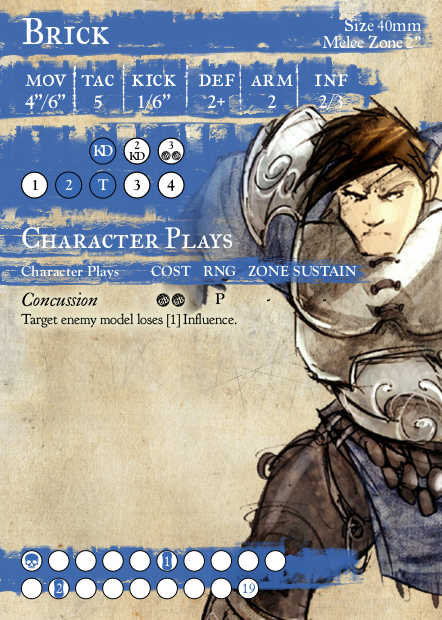 Brick
Size 40mm
Melee Zone 2"
MOV TAC KICK DEF ARM INF
4"/6" 5 1/6" 2+ 2 2/3
KD 2 KD 3
1 2 T 3 4
Character Plays
Character Plays COST RNG ZONE SUSTAIN
Concussion GB GB P - -
Target enemy model loses [1] Influence.
1
2 19